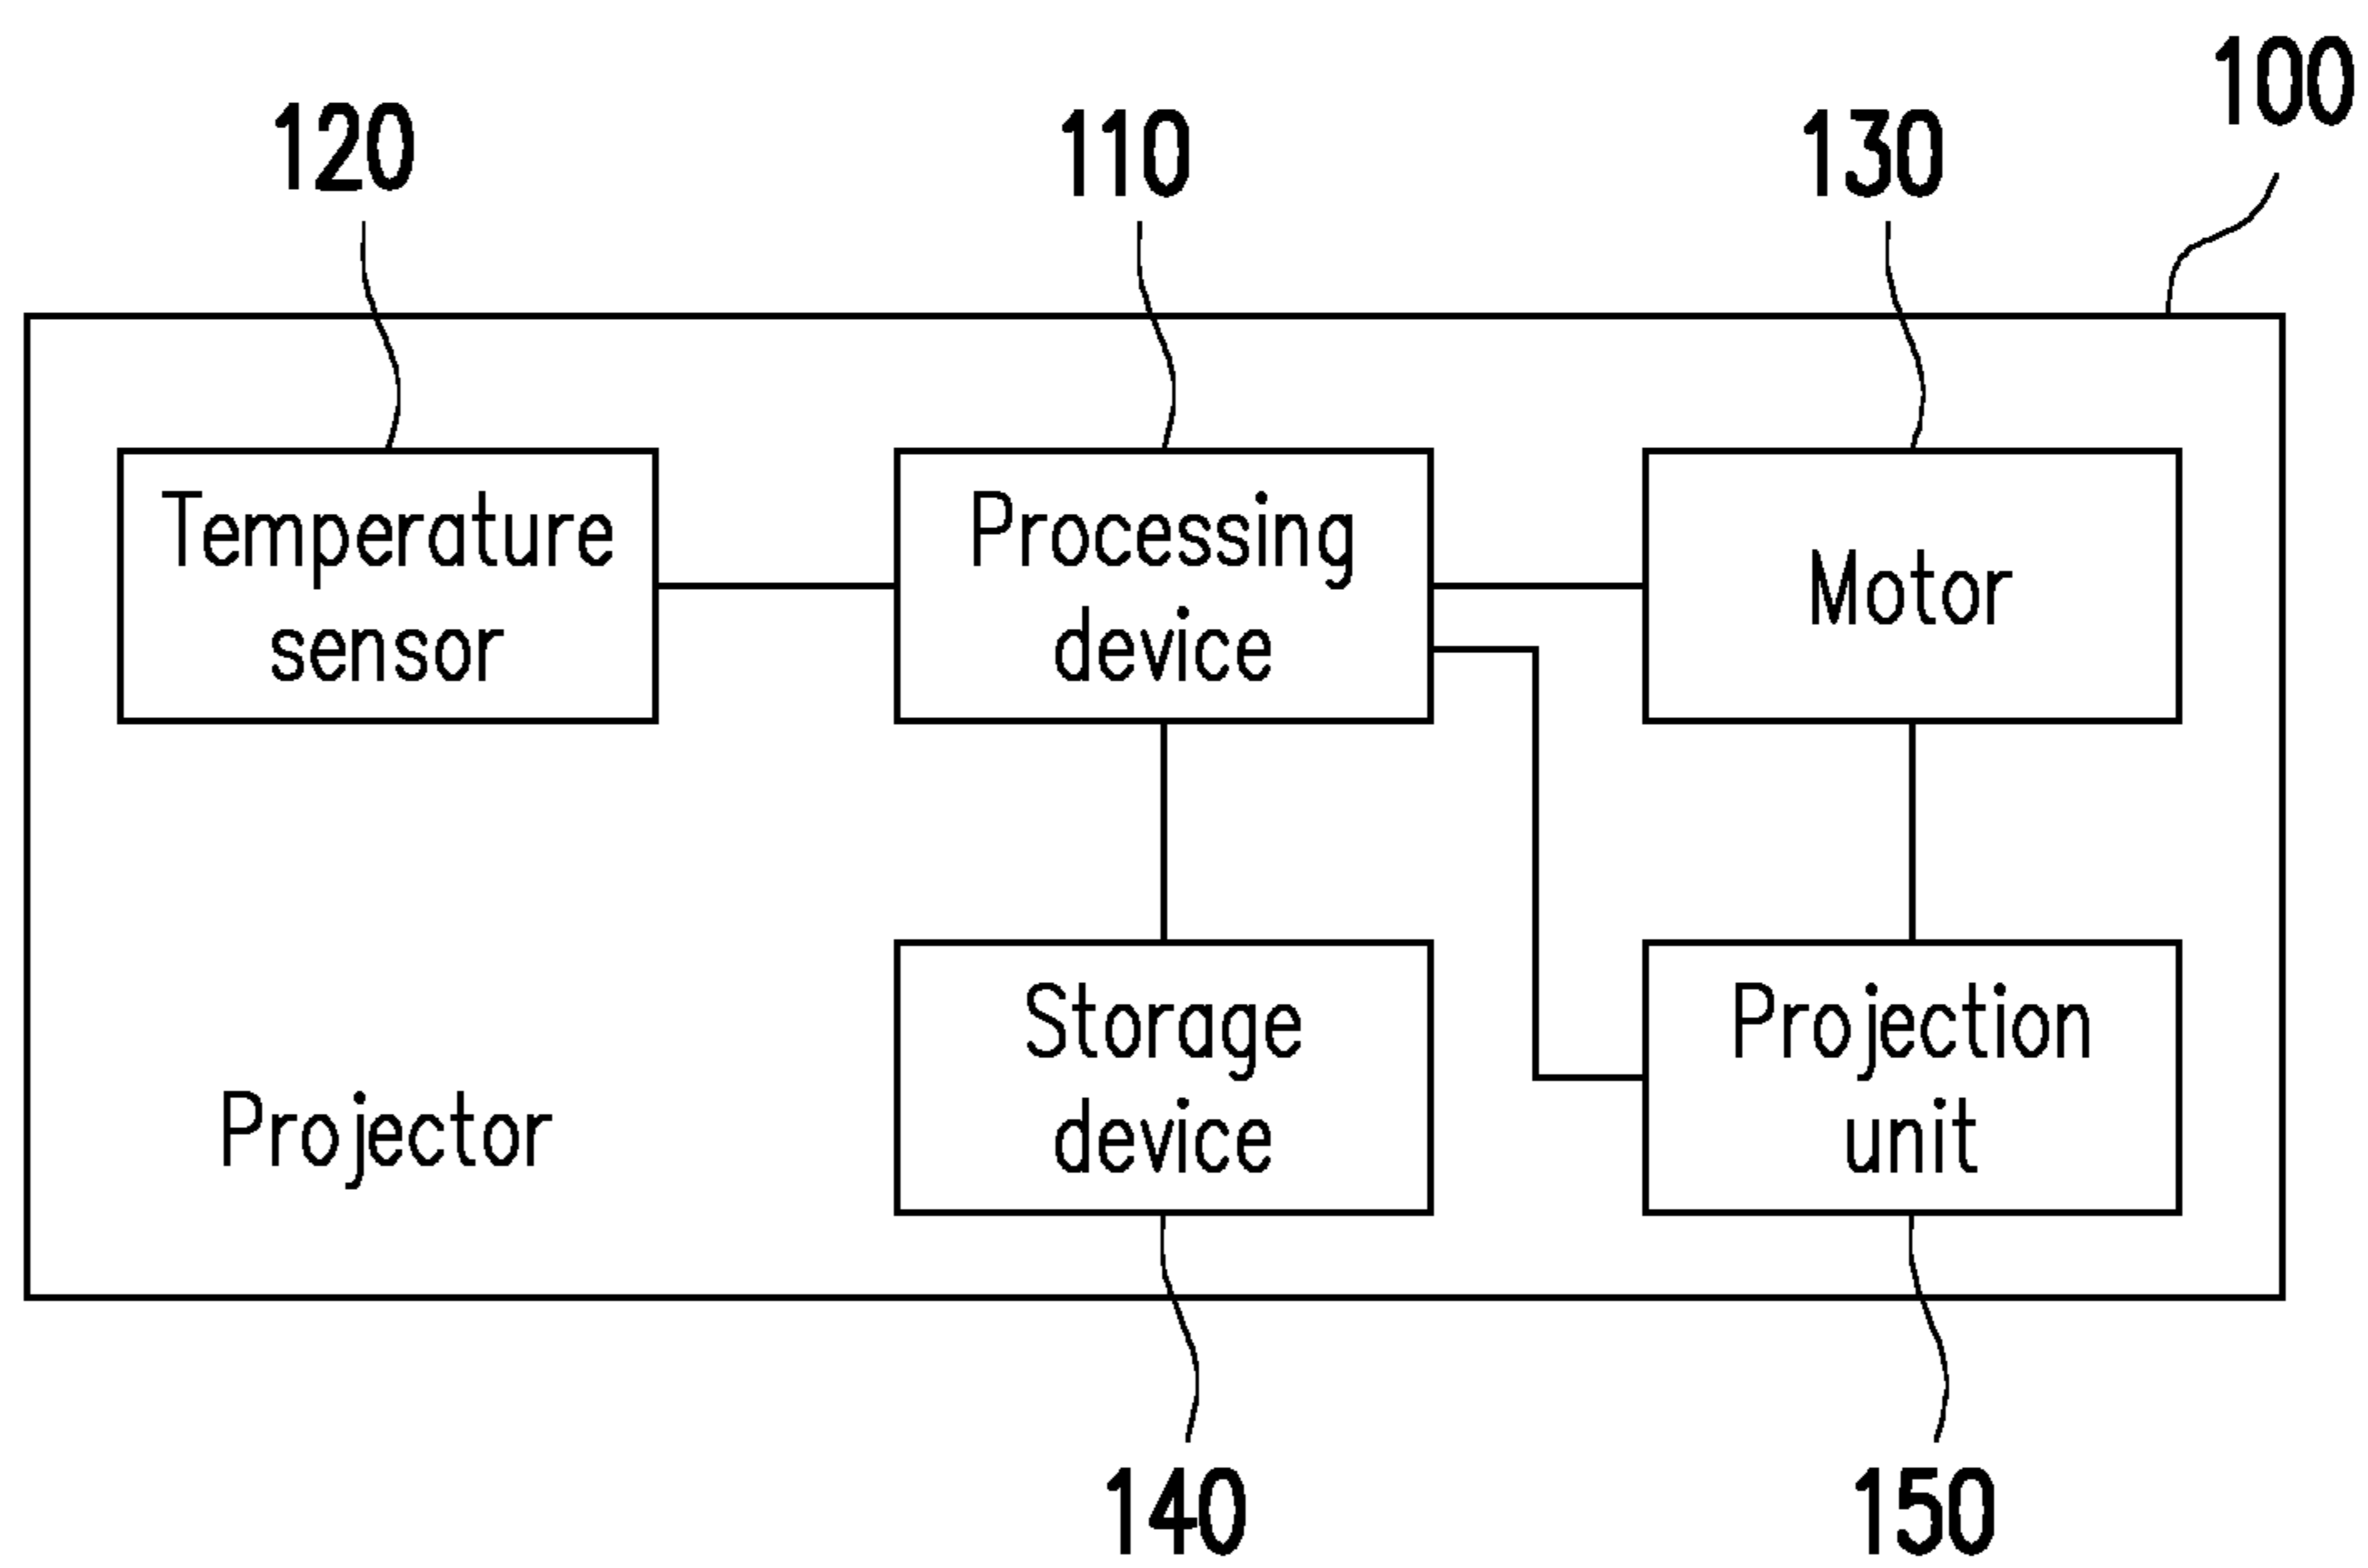 100
120
110
130
Temperature
sensor
Processing
device
Motor
Storage
device
Projection
unit
Projector
140
150